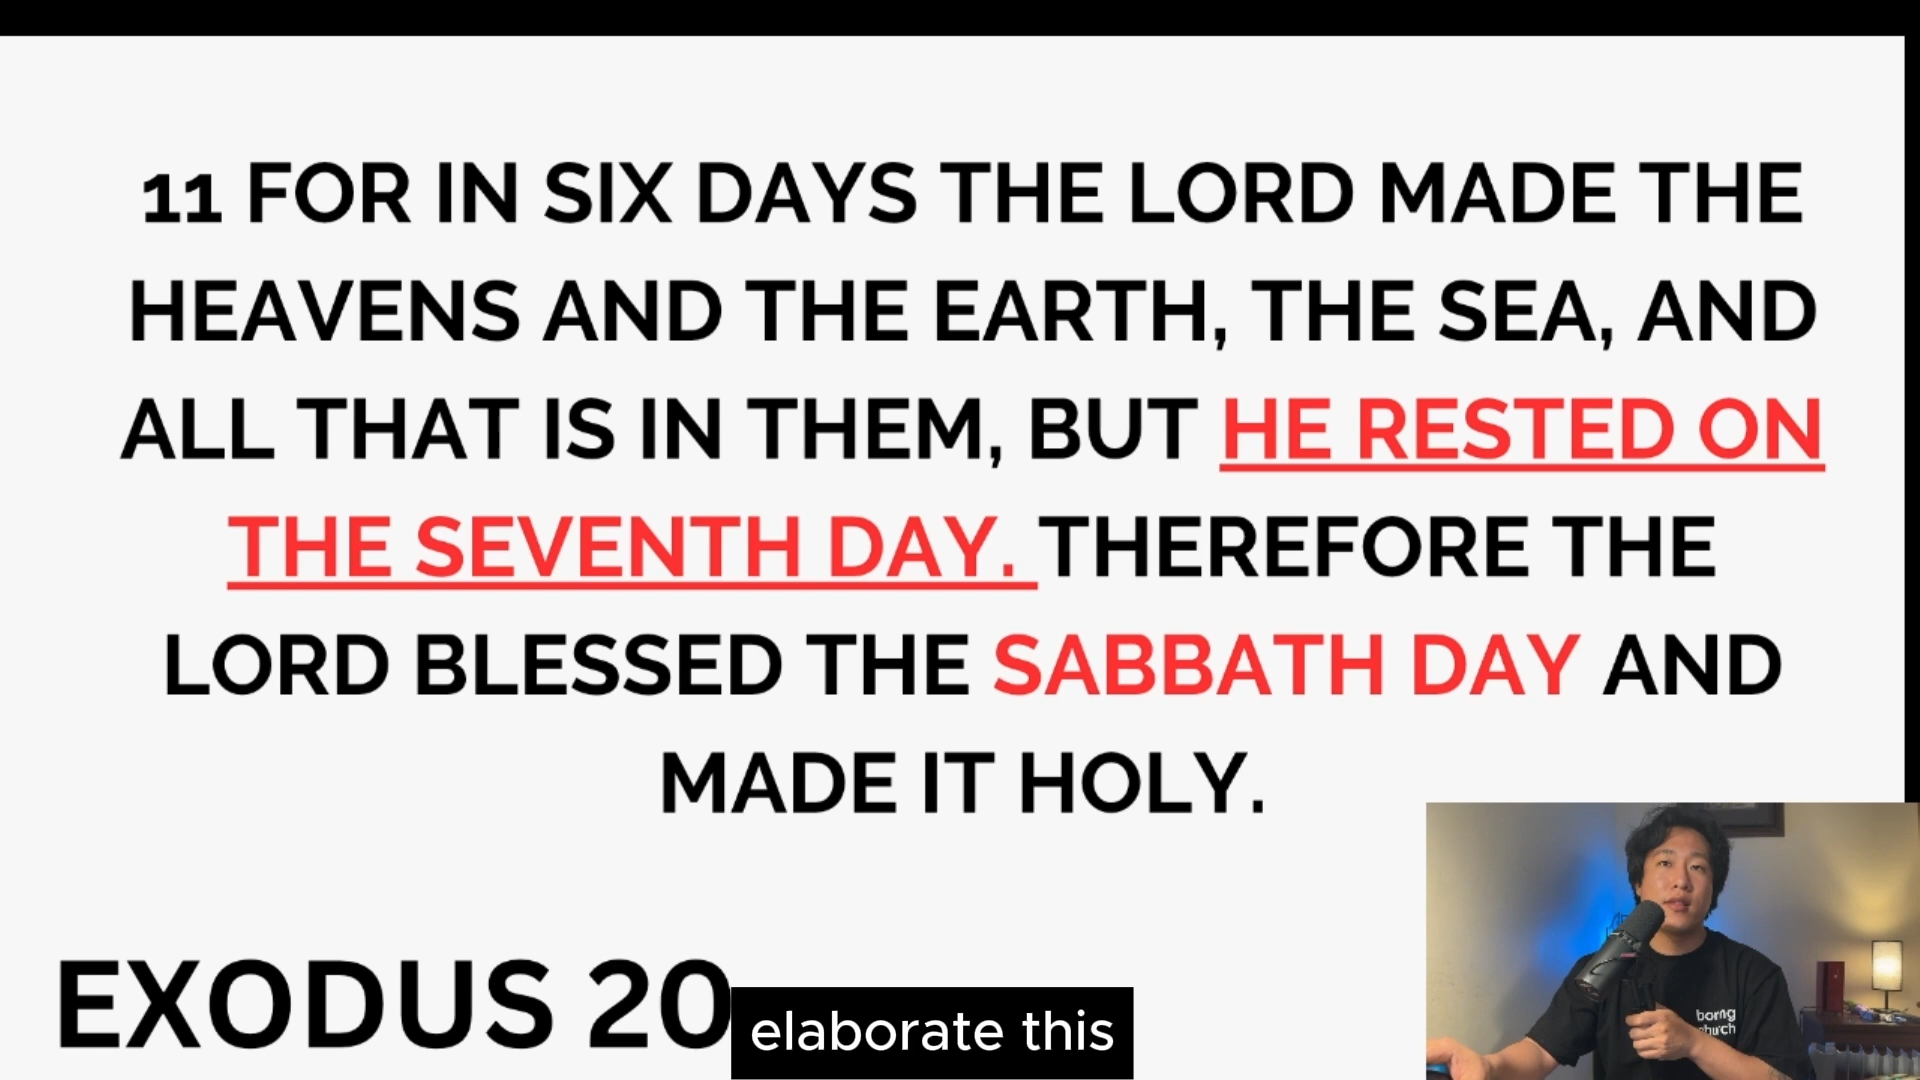 11 FOR IN SIX DAYS THE LORD MADE THE
HEAVENS AND THE EARTH, THE SEA, AND
ALL THAT IS IN THEM, BUT HE RESTED ON
THE SEVENTH DAY. THEREFORE THE
LORD BLESSED THE SABBATH DAY AND
MADE IT HOLY.
EXODUS 20
elaborate this
boring
church